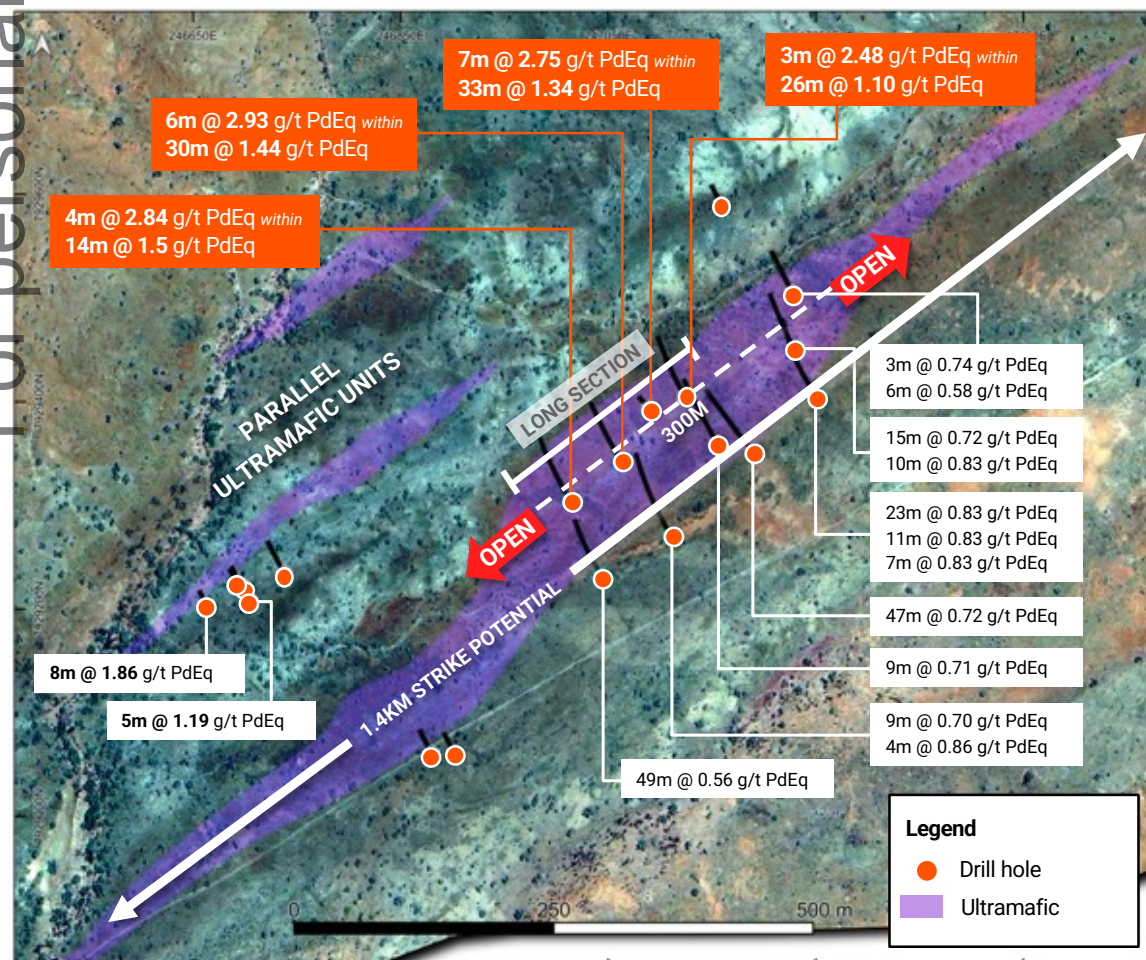 For personal
246650E
7m @ 2.75 g/t PdEq within
33m @ 1.34 g/t PdEq
3m @ 2.48 g/t PdEq within
26m @ 1.10 g/t PdEq
6m @ 2.93 g/t PdEq within
30m @ 1.44 g/t PdEq
4m @ 2.84 g/t PdEq within
14m @ 1.5 g/t PdEq
OPEN
PARALLEL
ULTRAMAFIC UNITS
LONG SECTION
300M
OPEN
1.4KM STRIKE POTENTIAL
3m @ 0.74 g/t PdEq
6m @ 0.58 g/t PdEq
15m @ 0.72 g/t PdEq
10m @ 0.83 g/t PdEq
23m @ 0.83 g/t PdEq
11m @ 0.83 g/t PdEq
7m @ 0.83 g/t PdEq
47m @ 0.72 g/t PdEq
9m @ 0.71 g/t PdEq
9m @ 0.70 g/t PdEq
4m @ 0.86 g/t PdEq
8m @ 1.86 g/t PdEq
5m @ 1.19 g/t PdEq
49m @ 0.56 g/t PdEq
Legend
Drill hole
Ultramafic
0
250
500 m